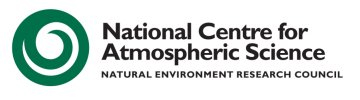 National Centre for
Atmospheric Science
NATURAL ENVIRONMENT RESEARCH COUNCIL